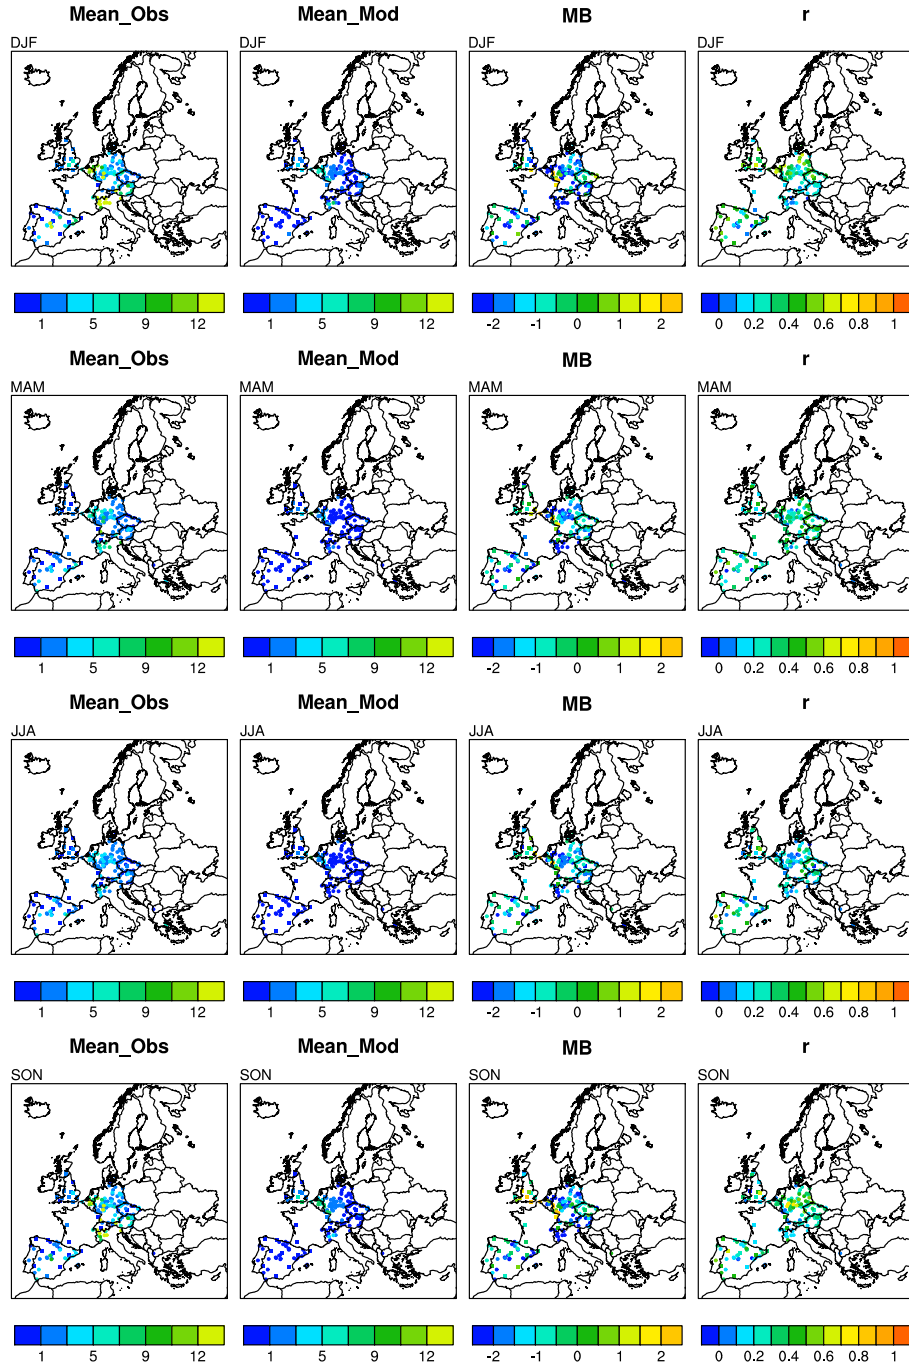 Mean_Obs Mean_Mod MB r
DJF DJF DJF DJF
1 5 9 12 1 5 9 12 -2 -1 0 1 2 0 0.2 0.4 0.6 0.8 1
Mean_Obs Mean_Mod MB r
MAM MAM MAM MAM
1 5 9 12 1 5 9 12 -2 -1 0 1 2 0 0.2 0.4 0.6 0.8 1
Mean_Obs Mean_Mod MB r
JJA JJA JJA JJA
1 5 9 12 1 5 9 12 -2 -1 0 1 2 0 0.2 0.4 0.6 0.8 1
Mean_Obs Mean_Mod MB r
SON SON SON SON
1 5 9 12 1 5 9 12 -2 -1 0 1 2 0 0.2 0.4 0.6 0.8 1